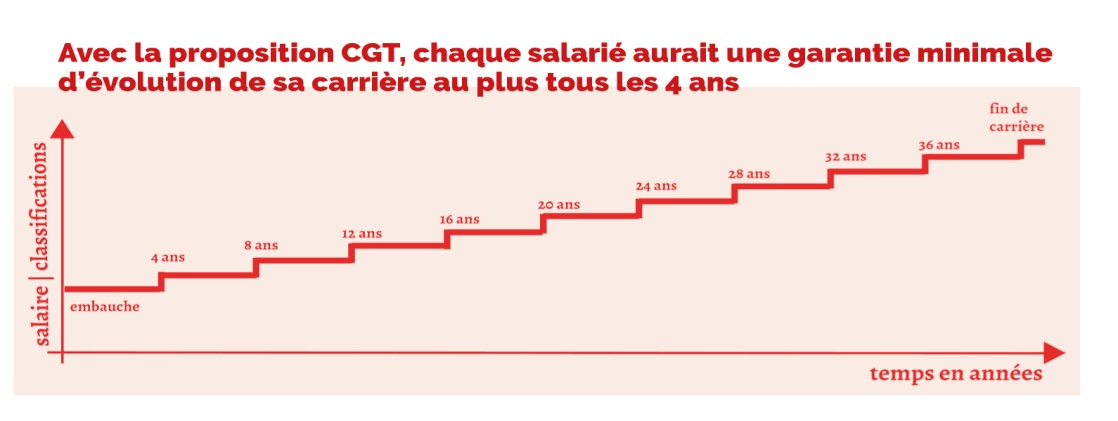 Avec la proposition CGT, chaque salarié aurait une garantie minimale
d'évolution de sa carrière au plus tous les 4 ans
salaire | classifications
embauche
4 ans
8 ans
12 ans
16 ans
20 ans
24 ans
28 ans
32 ans
36 ans
fin de
carrière
temps en années